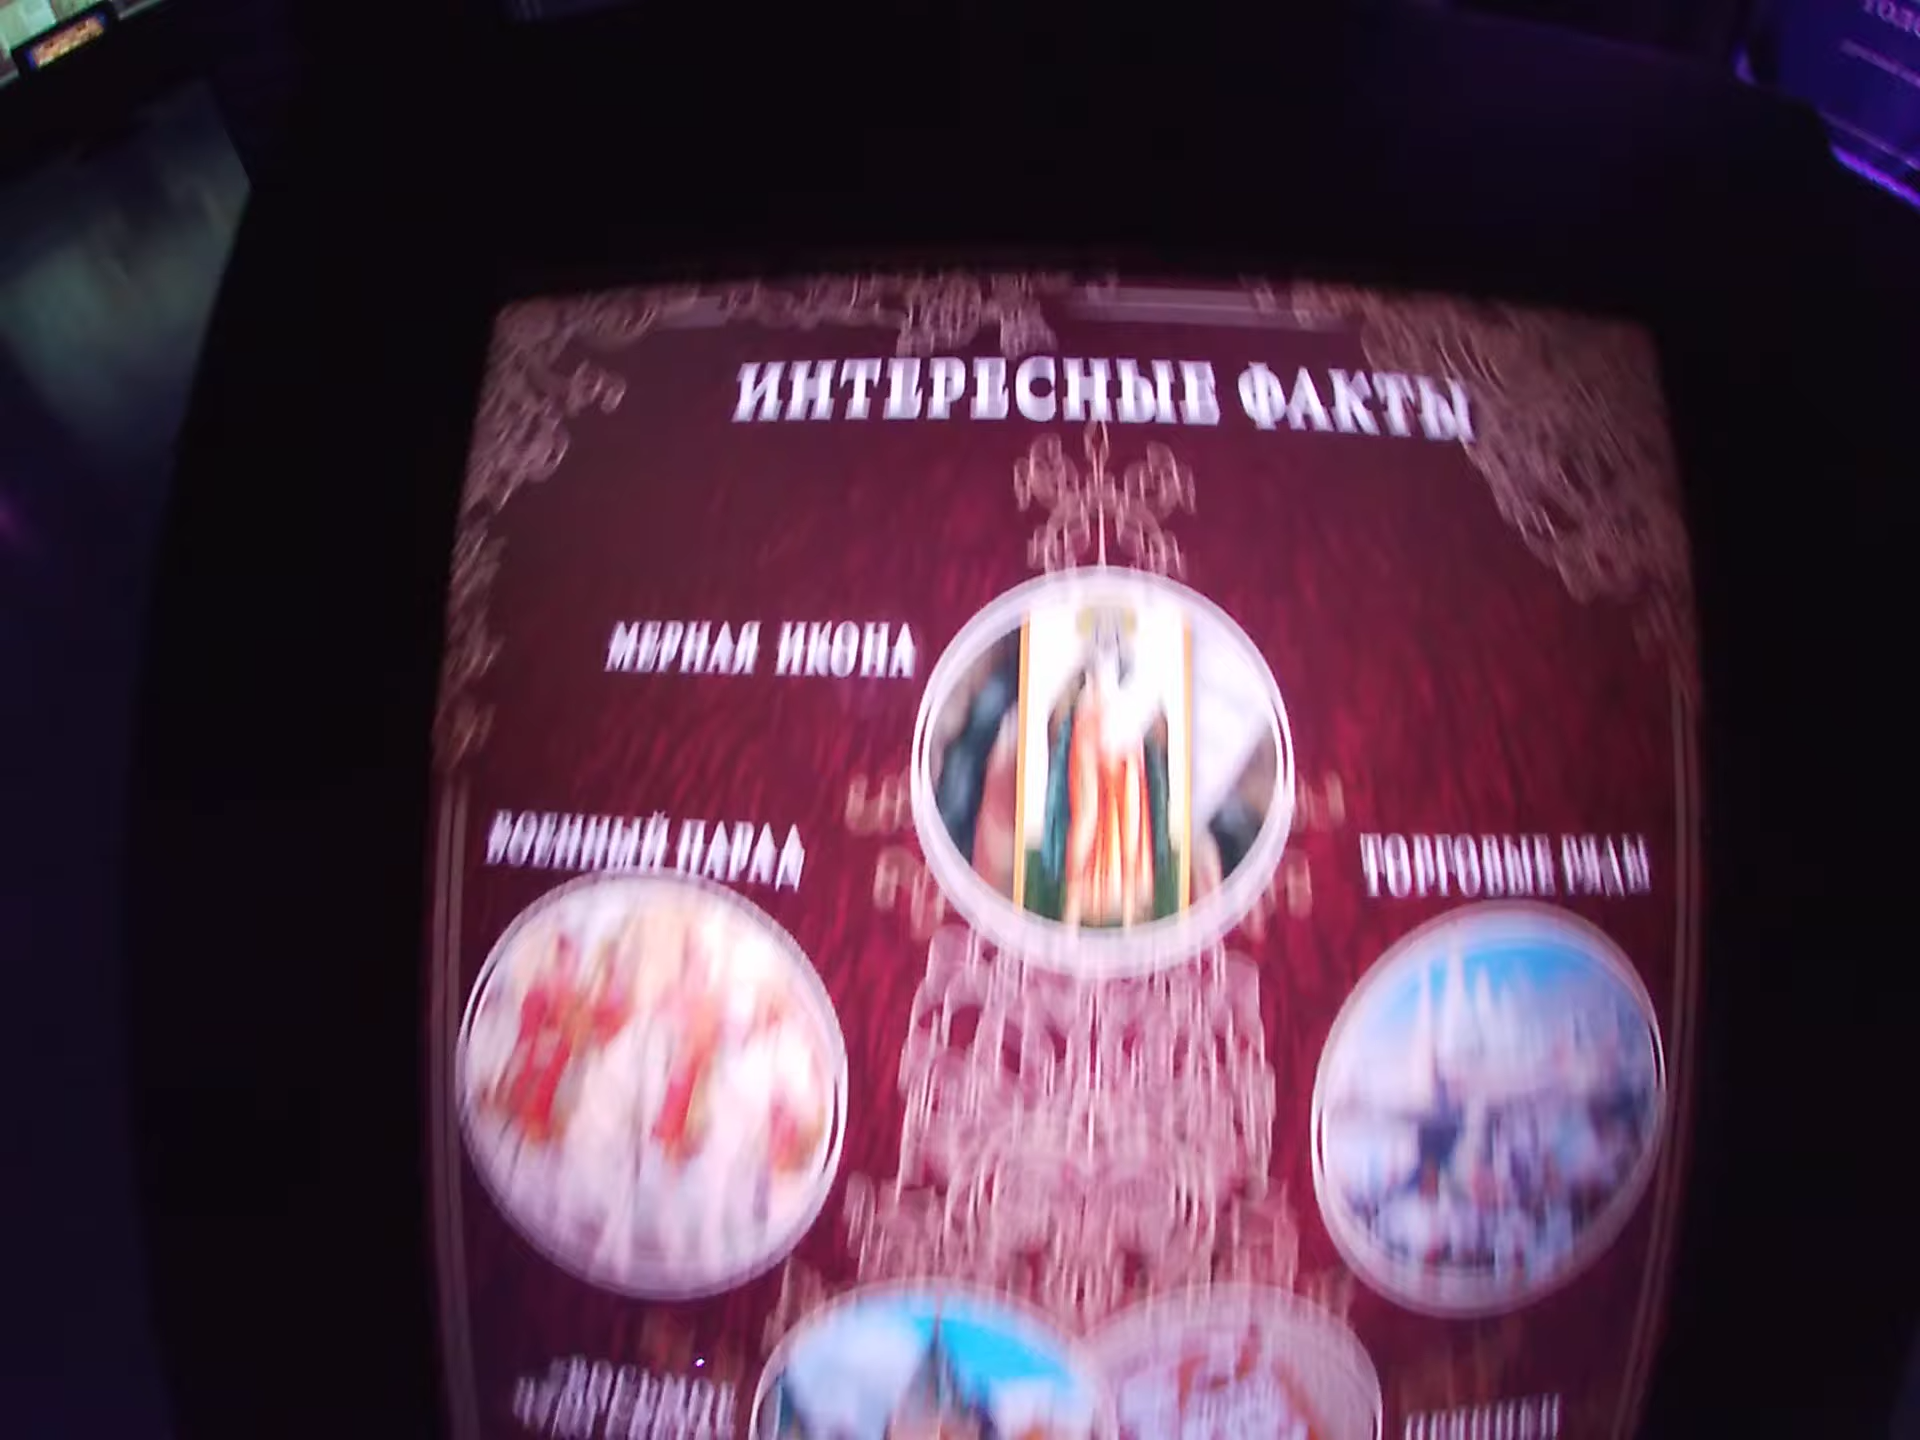 ИНТЕРЕСНЫЕ ФАКТЫ
МЕРНАЯ ИКОНА
ВОЕННЫЙ ПАРАД
ТОРГОВЫЕ РЯДЫ